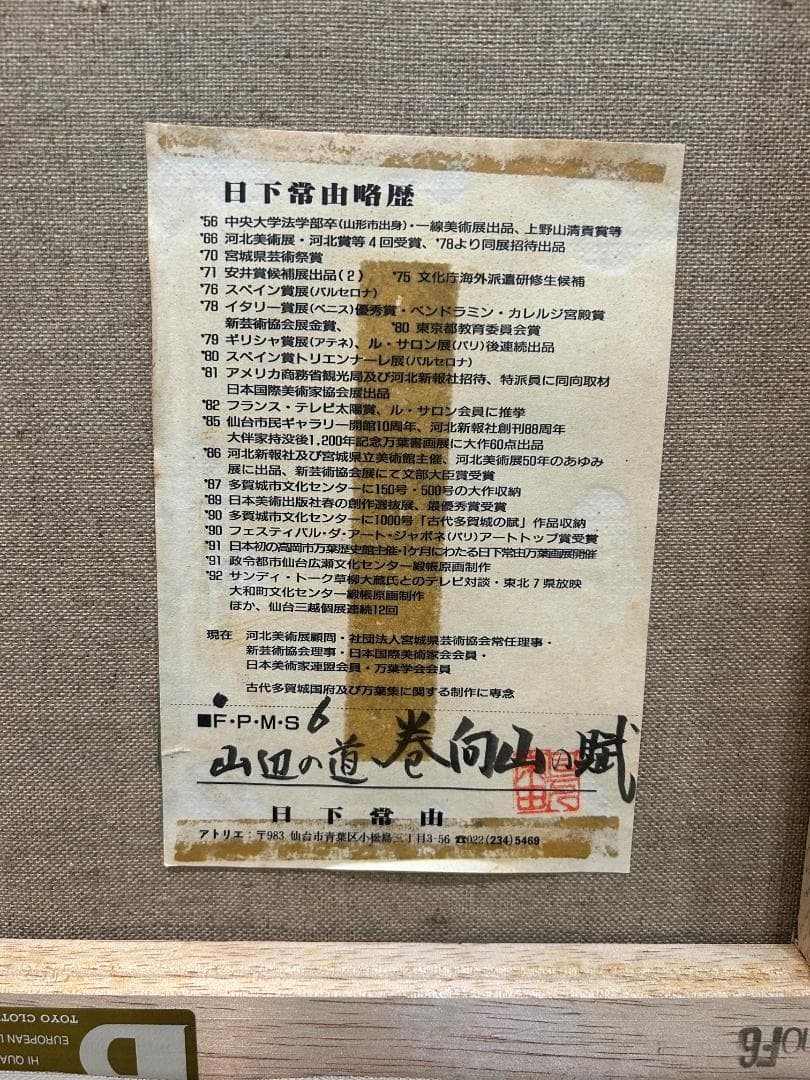 日下常由略歴
'56 中央大学法学部卒(山形市出身)・一線美術展出品、上野山清貢賞等
'66 河北美術展・河北賞等4回受賞、'78より同展招待出品
'70 宮城県芸術祭賞
'71 安井賞候補展出品(2) '75 文化庁海外派遣研修生候補
'76 スペイン賞展(バルセロナ)
'78 イタリー賞展(ベニス)優秀賞・ベンドラミン・カレルジ宮殿賞
新芸術協会展金賞、 '80 東京都教育委員会賞
'79 ギリシャ賞展(アテネ)、ル・サロン展(パリ)後連続出品
'80 スペイン賞トリエンナーレ展(バルセロナ)
'81 アメリカ商務省観光局及び河北新報社招待、特派員に同向取材
日本国際美術家協会展出品
'82 フランス・テレビ太陽賞、ル・サロン会員に推挙
'85 仙台市民ギャラリー開館10周年、河北新報社創刊88周年
大伴家持没後1,200年記念万葉書画展に大作60点出品
'86 河北新報社及び宮城県立美術館主催、河北美術展50年のあゆみ
展に出品、新芸術協会展にて文部大臣賞受賞
'87 多賀城市文化センターに150号・500号の大作収納
'89 日本美術出版社春の創作選抜展、最優秀賞受賞
'90 多賀城市文化センターに1000号「古代多賀城の賦」作品収納
'90 フェスティバル・ダ・アート・ジャポネ(パリ)アートトップ賞受賞
'91 日本初の高岡市万葉歴史館主催・1ケ月にわたる日下常由万葉画展開催
'91 政令都市仙台広瀬文化センター緞帳原画制作
'92 サンディ・トーク草柳大蔵氏とのテレビ対談・東北7県放映
大和町文化センター緞帳原画制作
ほか、仙台三越個展連続12回
現在 河北美術展顧問・社団法人宮城県芸術協会常任理事・
新芸術協会理事・日本国際美術家会会員・
日本美術家連盟会員・万葉学会会員
古代多賀城国府及び万葉集に関する制作に専念
■F・P・M・S 6
山辺の道 巻向山の賦
日下常由
アトリエ：〒983 仙台市青葉区小松島三丁目3-56 ☎022(234)5469
TOYO CLOT
EUROPEAN L
HI QUA
F6